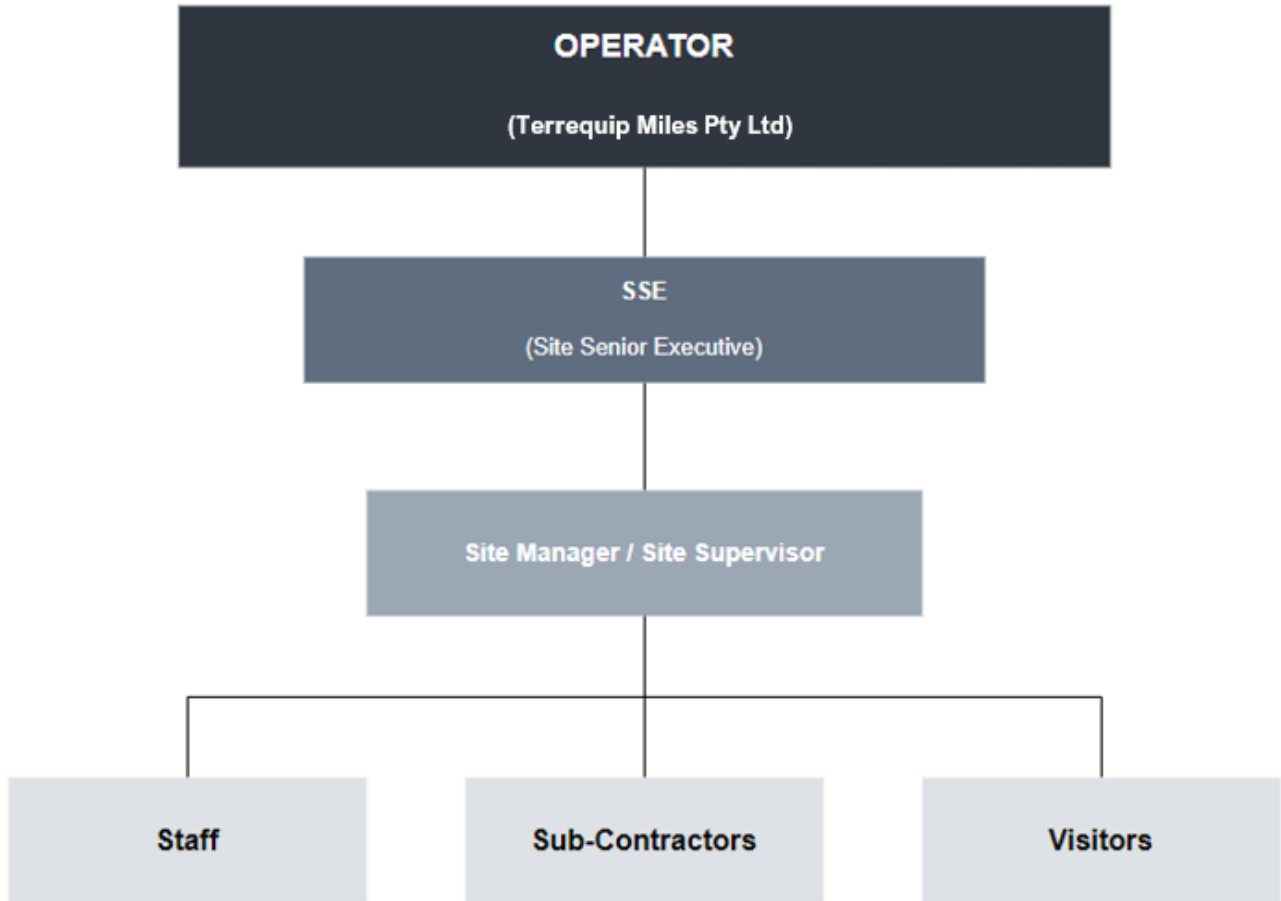 OPERATOR
(Terrequip Miles Pty Ltd)
SSE
(Site Senior Executive)
Site Manager / Site Supervisor
Staff
Sub-Contractors
Visitors